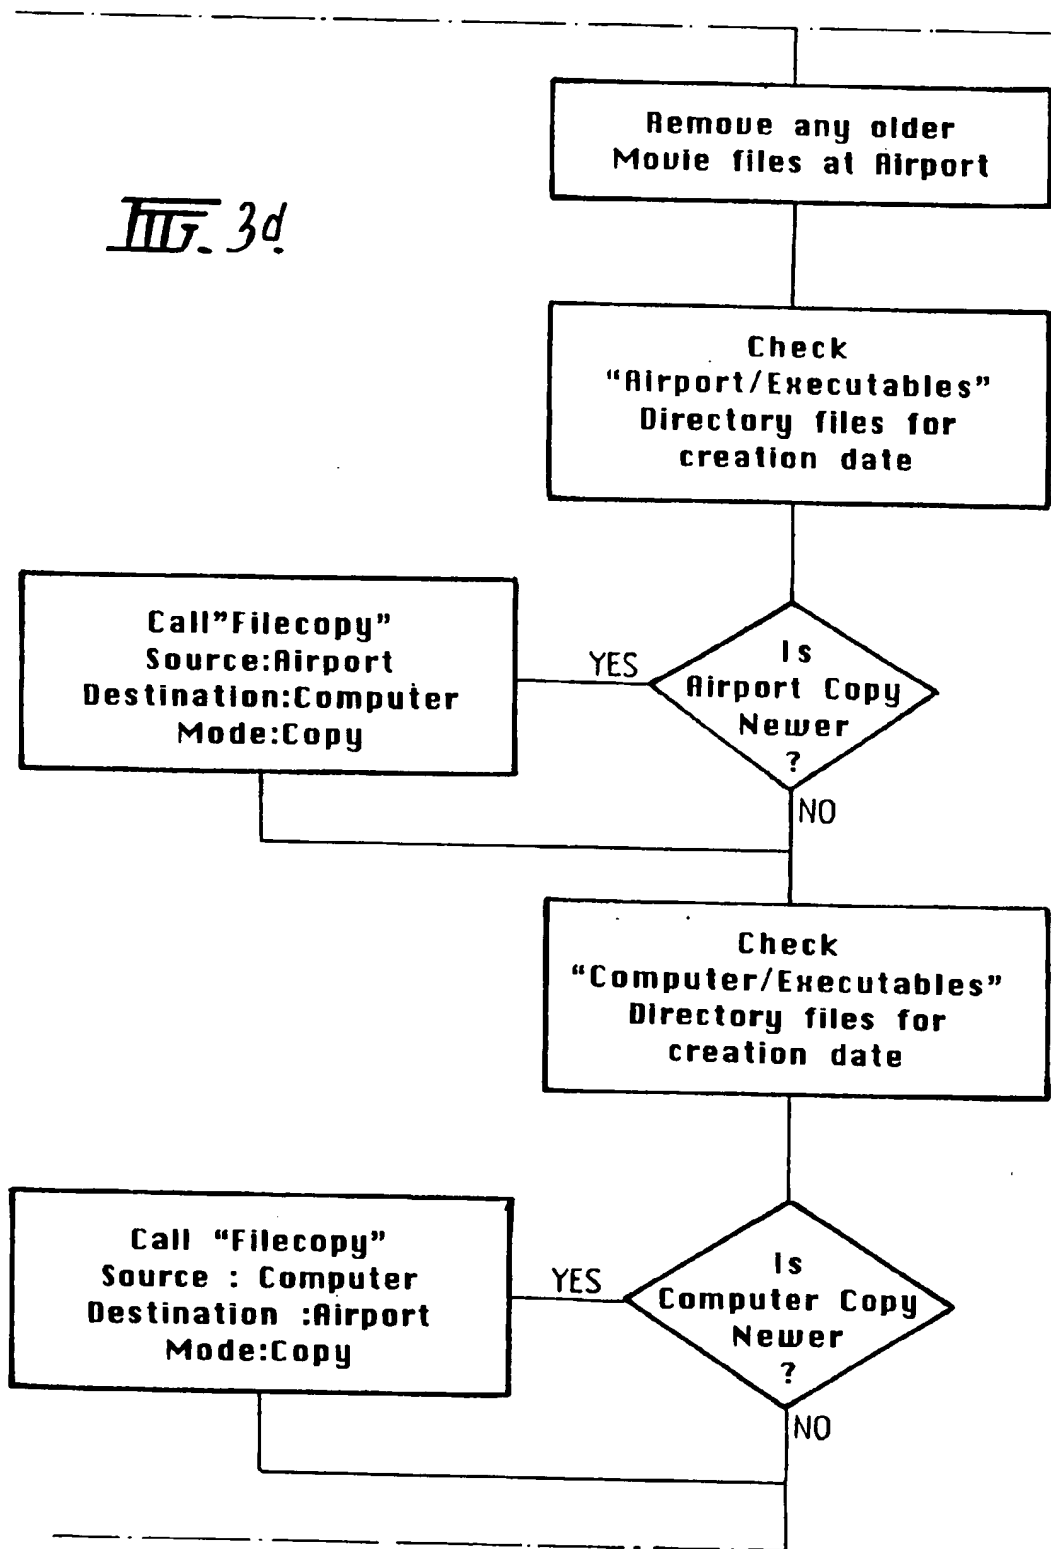 Remove any older
Movie files at Airport
FIG. 3d.
Check
“Airport/Executables”
Directory files for
creation date
Call”Filecopy”
Source:Airport
Destination:Computer
Mode:Copy
YES
Is
Airport Copy
Newer
?
NO
Check
“Computer/Executables”
Directory files for
creation date
Call “Filecopy”
Source : Computer
Destination :Airport
Mode:Copy
YES
Is
Computer Copy
Newer
?
NO